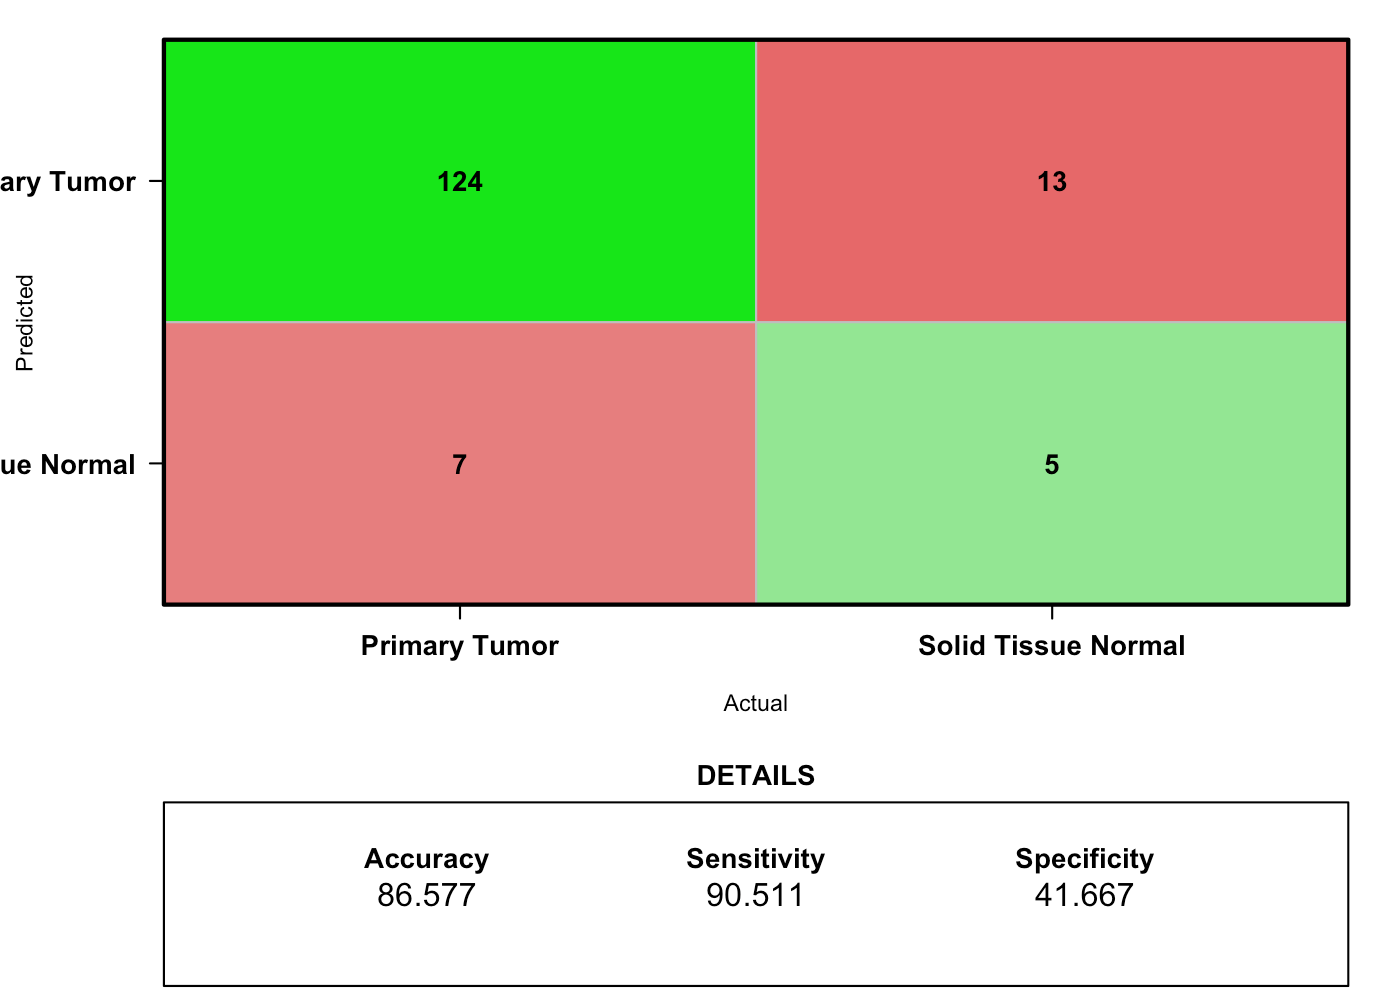 124 13
ary Tumor
Predicted
7 5
ue Normal
Primary Tumor Solid Tissue Normal
Actual
DETAILS
Accuracy Sensitivity Specificity
86.577 90.511 41.667